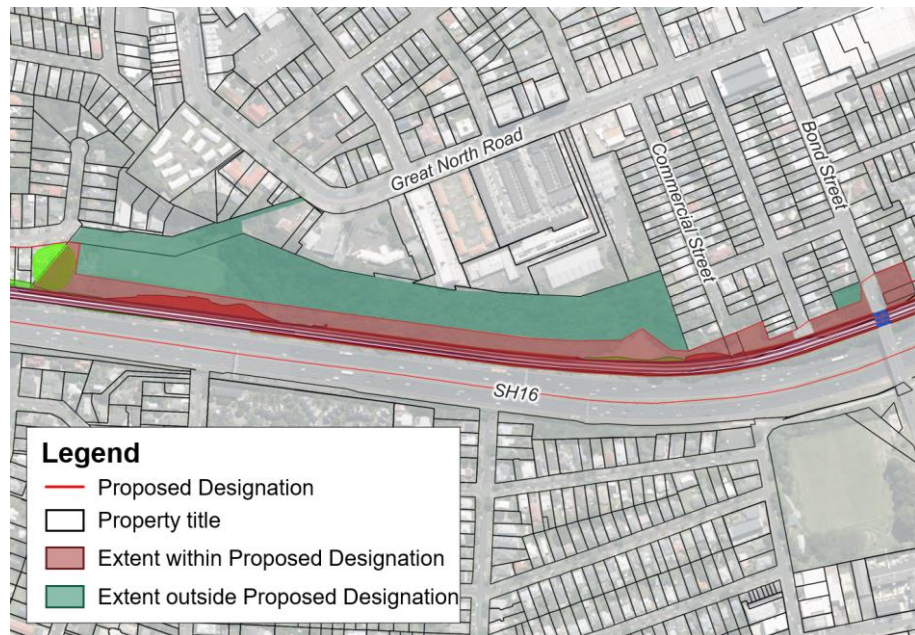 Great North Road
Commercial Street
Bond Street
SH16
Legend
Proposed Designation
Property title
Extent within Proposed Designation
Extent outside Proposed Designation